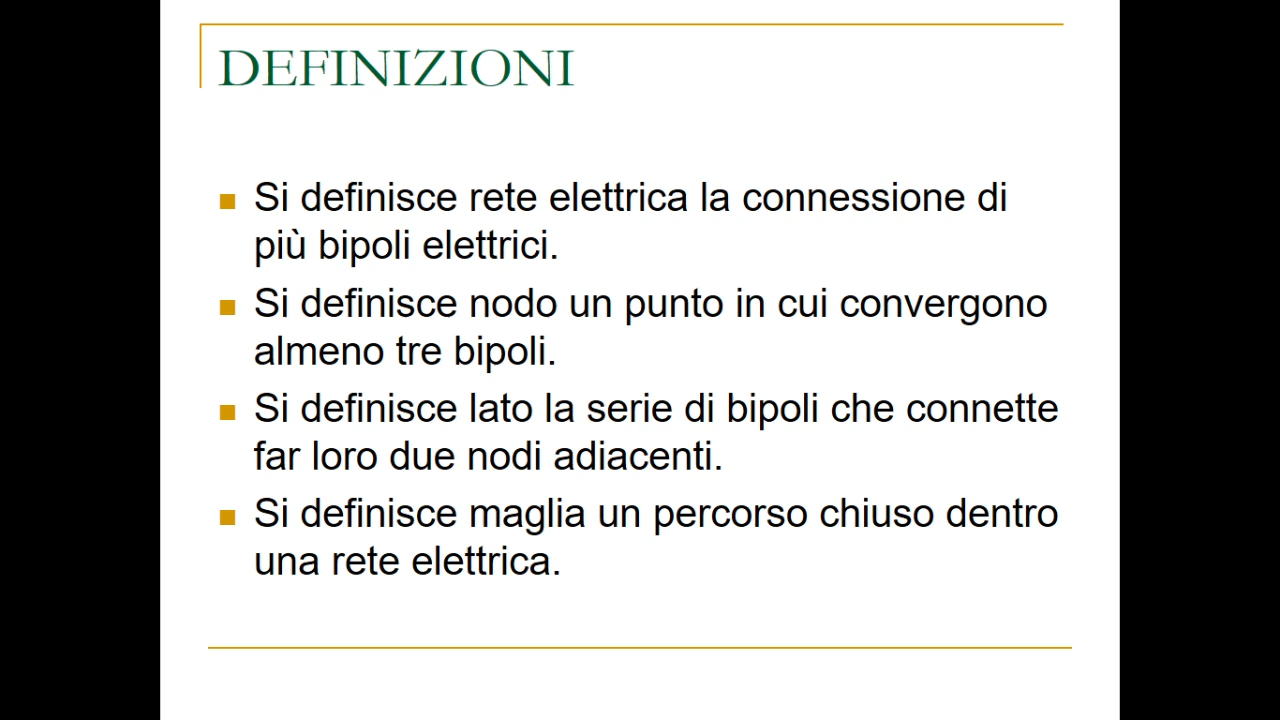 DEFINIZIONI
Si definisce rete elettrica la connessione di
più bipoli elettrici.
Si definisce nodo un punto in cui convergono
almeno tre bipoli.
Si definisce lato la serie di bipoli che connette
far loro due nodi adiacenti.
Si definisce maglia un percorso chiuso dentro
una rete elettrica.